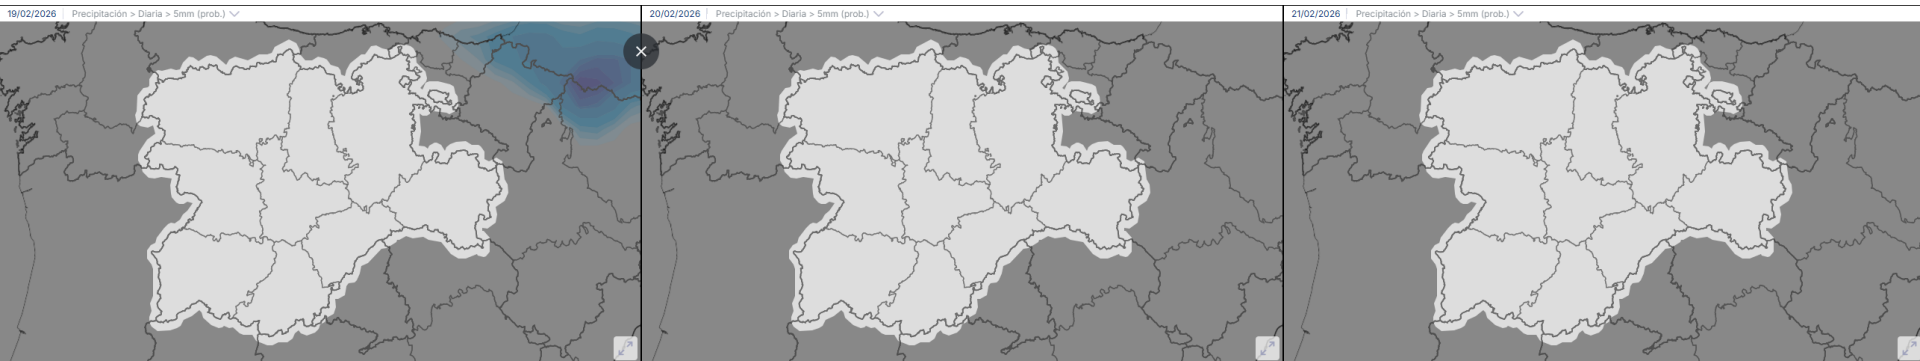 19/02/2026 Precipitación > Diaria > 5mm (prob.)
20/02/2026 Precipitación > Diaria > 5mm (prob.)
21/02/2026 Precipitación > Diaria > 5mm (prob.)